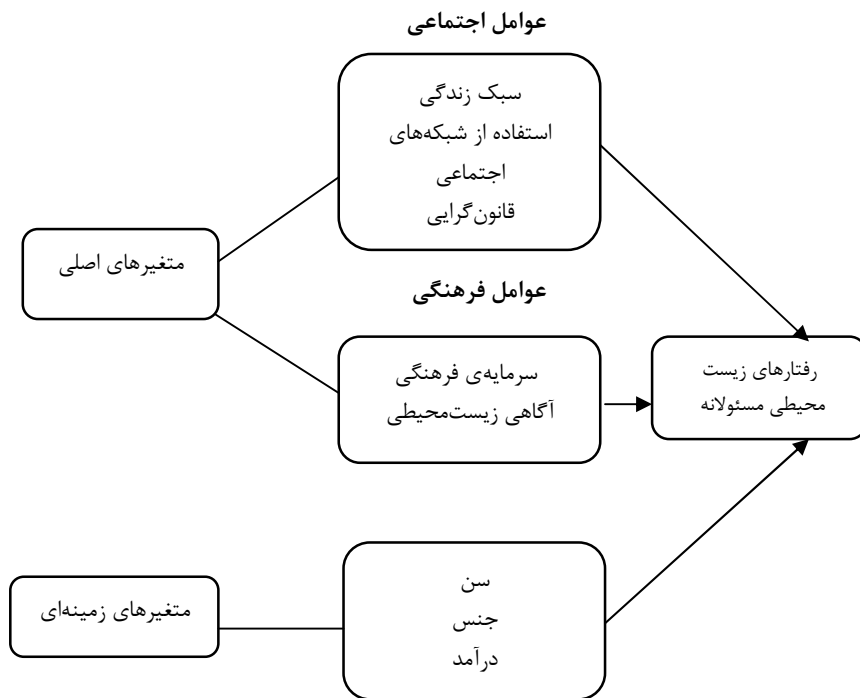 عوامل اجتماعی
سبک زندگی
استفاده از شبکه‌های
اجتماعی
قانون‌گرایی
متغیرهای اصلی
عوامل فرهنگی
سرمایه‌ی فرهنگی
آگاهی زیست‌محیطی
رفتارهای زیست
محیطی مسئولانه
سن
جنس
درآمد
متغیرهای زمینه‌ای